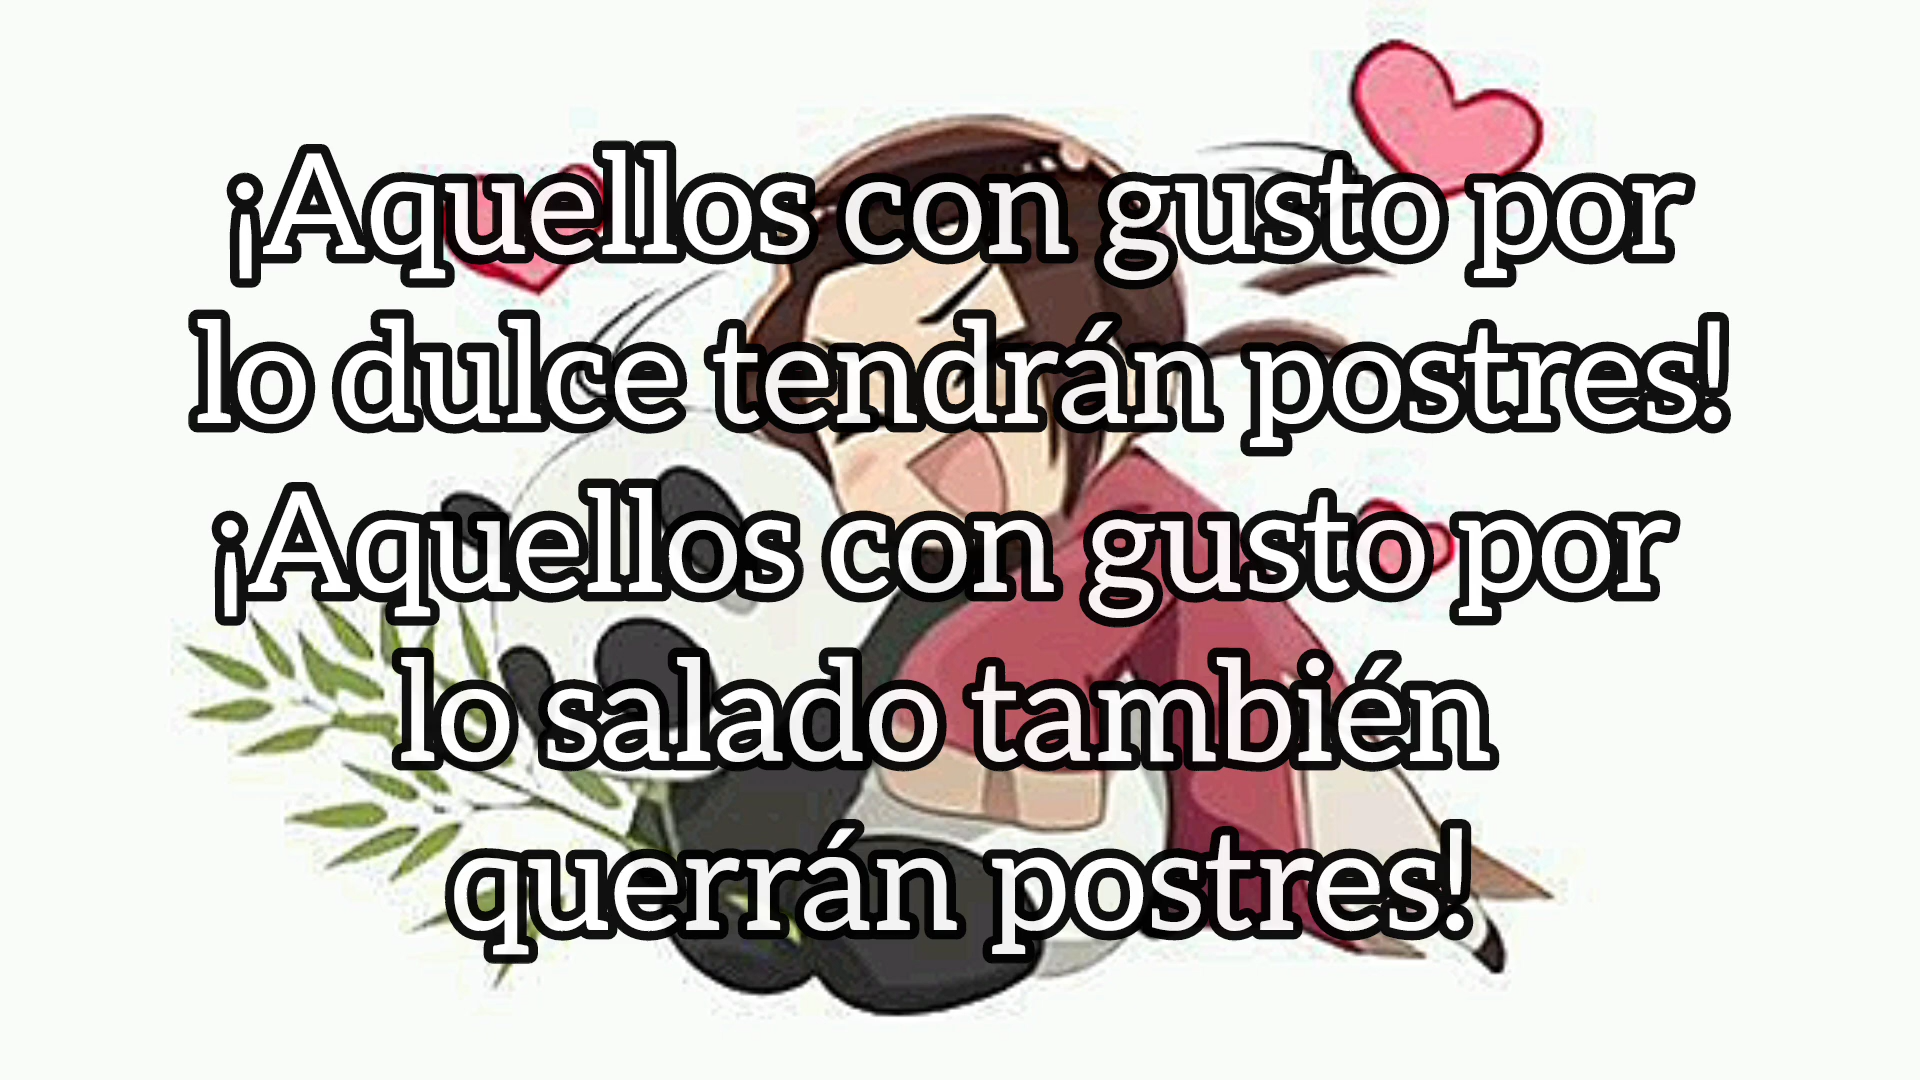 ¡Aquellos con gusto por
lo dulce tendrán postres!
¡Aquellos con gusto por
lo salado también
querrán postres!